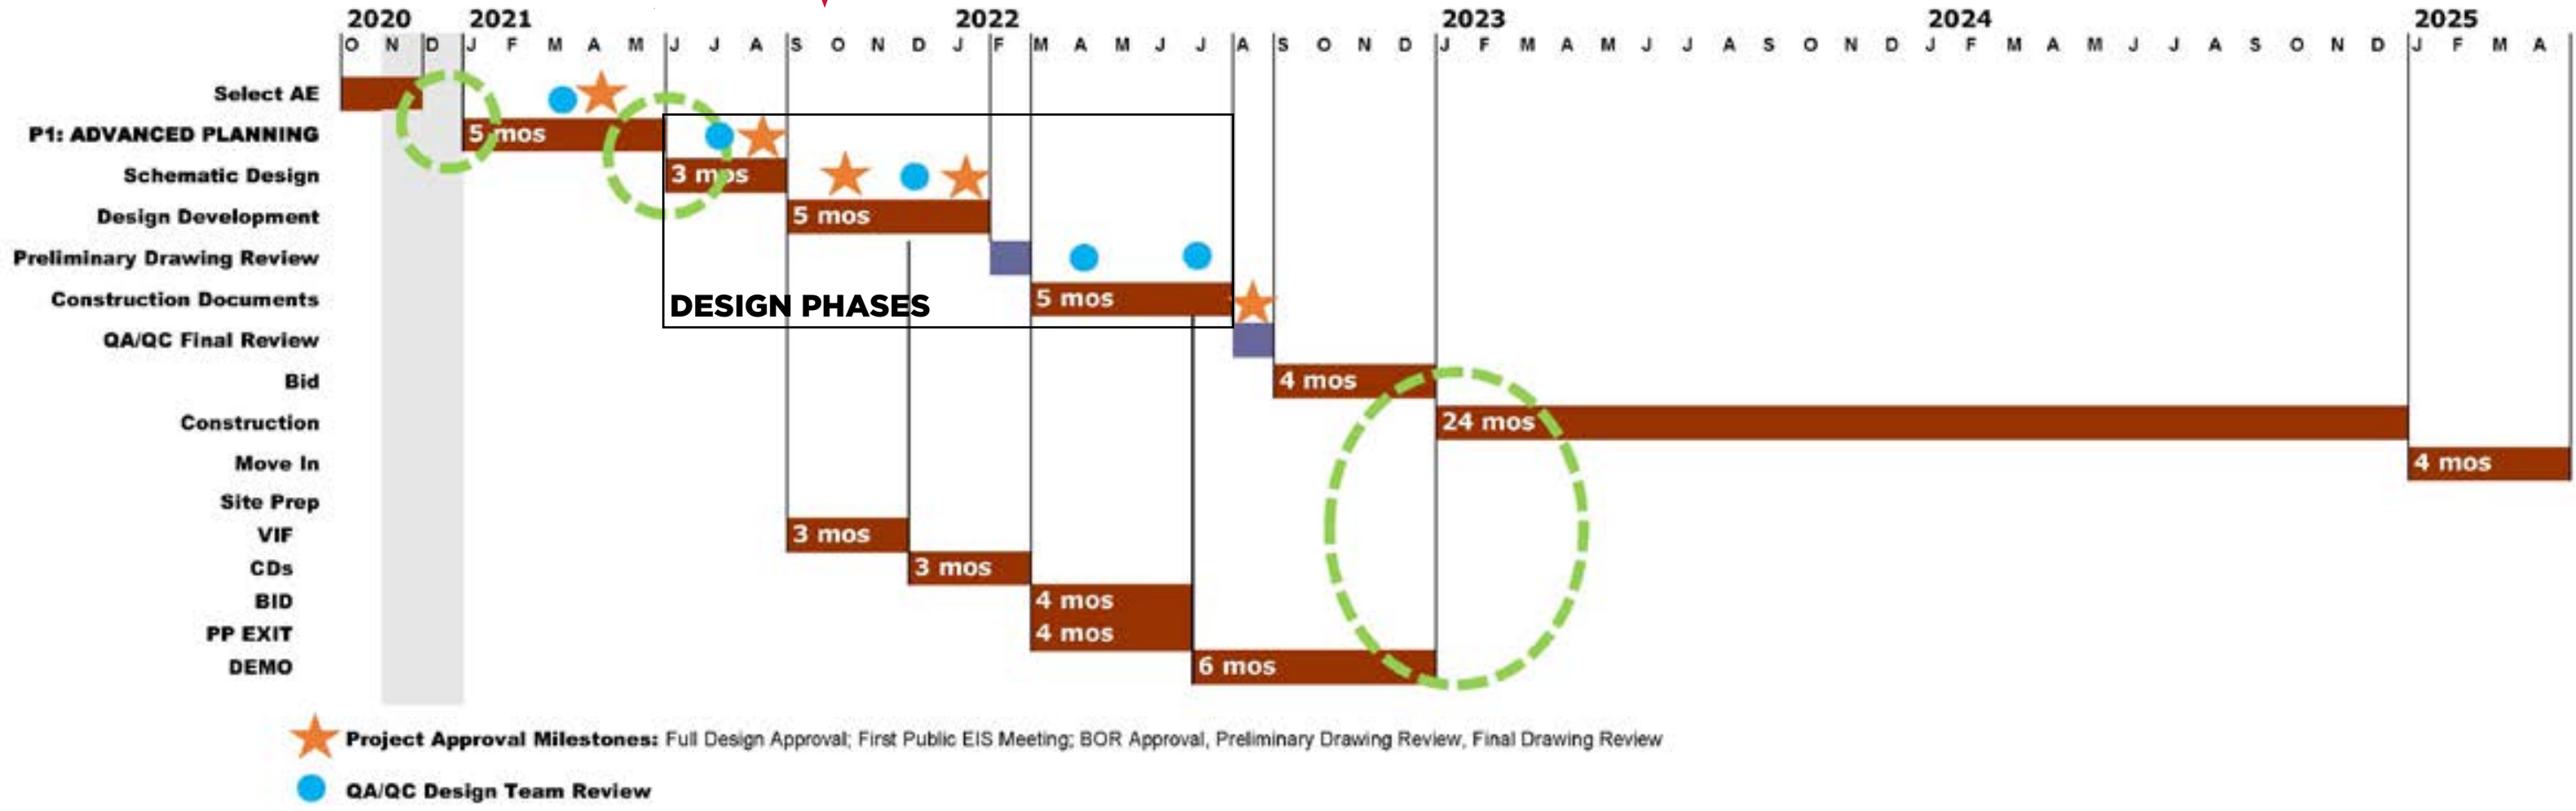 2020 2021 2022 2023 2024 2025
O N D J F M A M J J A S O N D J F M A M J J A S O N D J F M A M J J A S O N D J F M A M J J A S O N D J F M A
Select AE
P1: ADVANCED PLANNING 5 mos
Schematic Design 3 mos
Design Development 5 mos
Preliminary Drawing Review
Construction Documents 5 mos
DESIGN PHASES
QA/QC Final Review
Bid 4 mos
Construction 24 mos
Move In 4 mos
Site Prep
VIF 3 mos
CDs 3 mos
BID 4 mos
PP EXIT 4 mos
DEMO 6 mos
Project Approval Milestones: Full Design Approval; First Public EIS Meeting; BOR Approval, Preliminary Drawing Review, Final Drawing Review
QA/QC Design Team Review